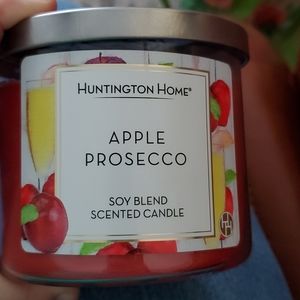 HUNTINGTON HOME®
APPLE
PROSECCO
SOY BLEND
SCENTED CANDLE